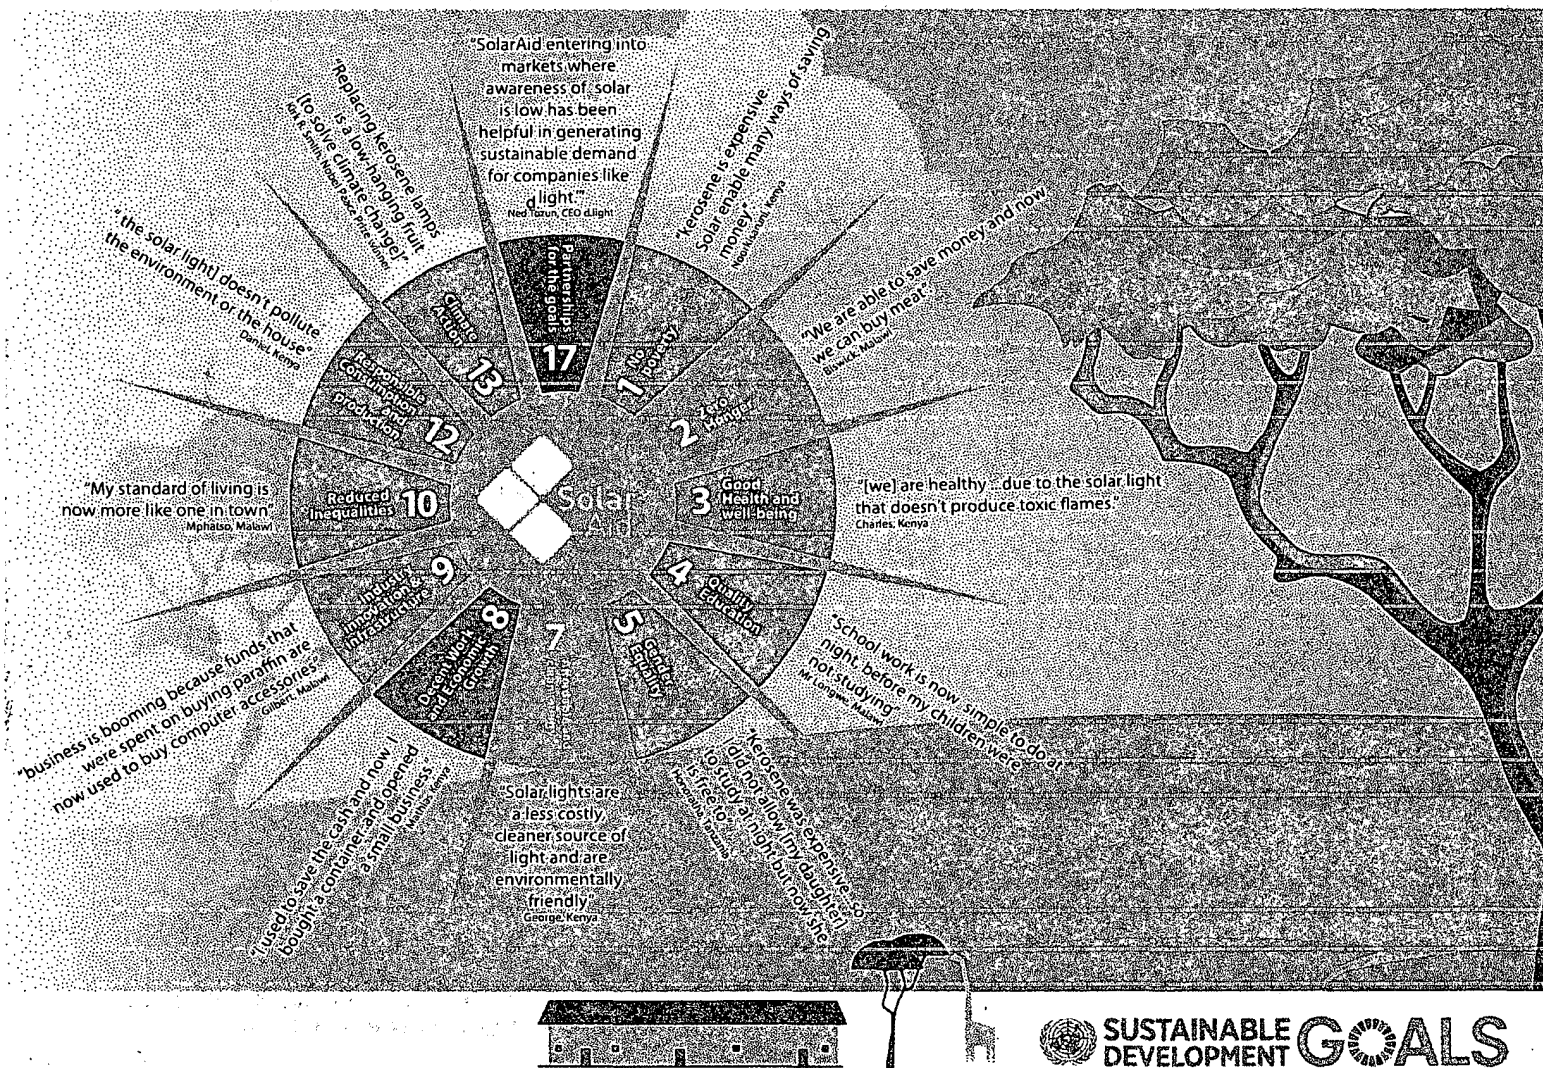 "SolarAid entering into
markets where
awareness of solar
is low has been
helpful in generating
sustainable demand
for companies like
d.light."
Ned Tozun, CEO d.light
Partnerships
for the goals
17
"Kerosene is expensive
solar enable many ways of saving
money"
Kenya
No
Poverty
1
"We are able to save money and now
we can buy meat"
Biswick, Malawi
2
Zero
Hunger
"[we] are healthy ...due to the solar light
that doesn't produce toxic flames."
Charles, Kenya
3
Good
Health and
well-being
"School work is now simple to do at
night, before my children were
not studying"
Mr Longwe, Malawi
4
Quality
Education
"Kerosene was expensive...so
I did not allow [my daughter]
to study at night but now she
is free to"
Tanzania
5
Gender
Equality
"Solar lights are
a less costly,
cleaner source of
light and are
environmentally
friendly"
George, Kenya
7
"I used to save the cash and now I
bought a container and opened
a small business"
Kenya
8
Decent Work
and Economic
Growth
"business is booming because funds that
were spent on buying paraffin are
now used to buy computer accessories"
Gilbert, Malawi
9
Industry
Innovation &
Infrastructure
"My standard of living is
now more like one in town"
Mphatso, Malawi
Reduced
Inequalities
10
"the solar light] doesn't pollute
the environment or the house"
Daniel, Kenya
Responsible
Consumption
and
Production
12
"Replacing kerosene lamps
is a low-hanging fruit
[to solve climate change]"
Kirk R. Smith, Nobel Peace Prize winner
Climate
Action
13
Solar
Aid
SUSTAINABLE
DEVELOPMENT
GOALS